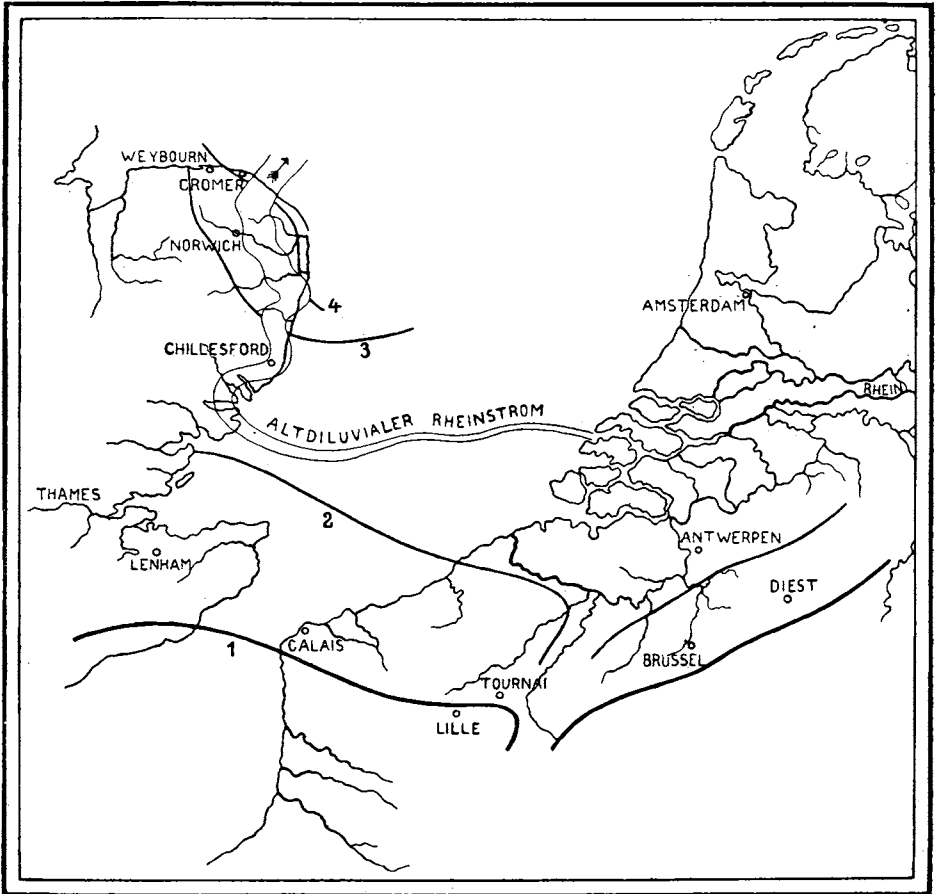 WEYBOURN
CROMER
NORWICH
4
AMSTERDAM
3
CHILLESFORD
RHEIN
ALTDILUVIALER RHEINSTROM
THAMES
2
ANTWERPEN
LENHAM
DIEST
1
CALAIS
BRUSSEL
TOURNAI
LILLE